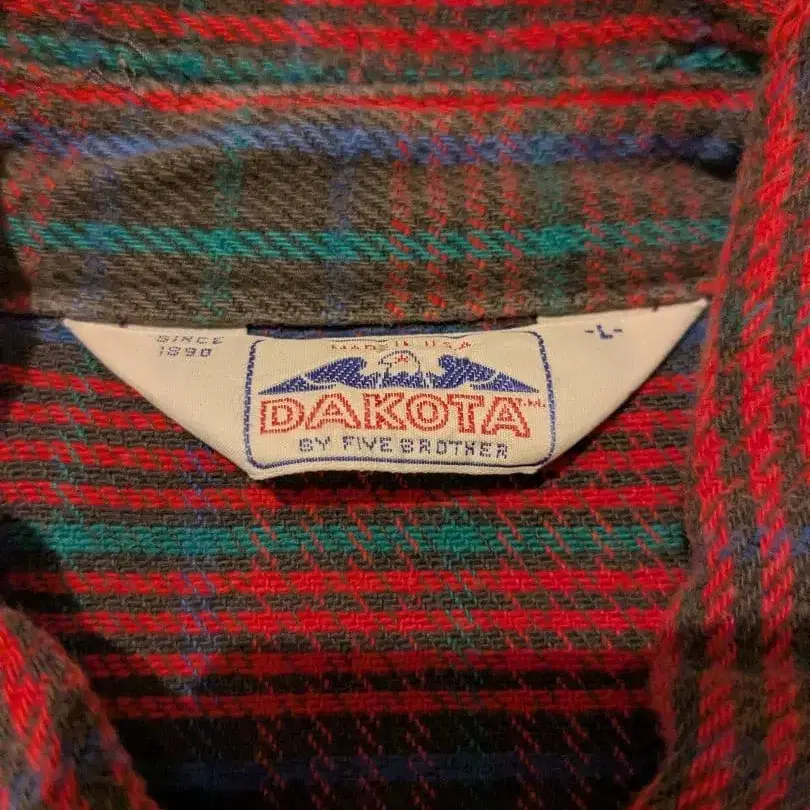 SINCE
1890
MADE IN U.S.A.
-L-
DAKOTA T.M.
BY FIVE BROTHER